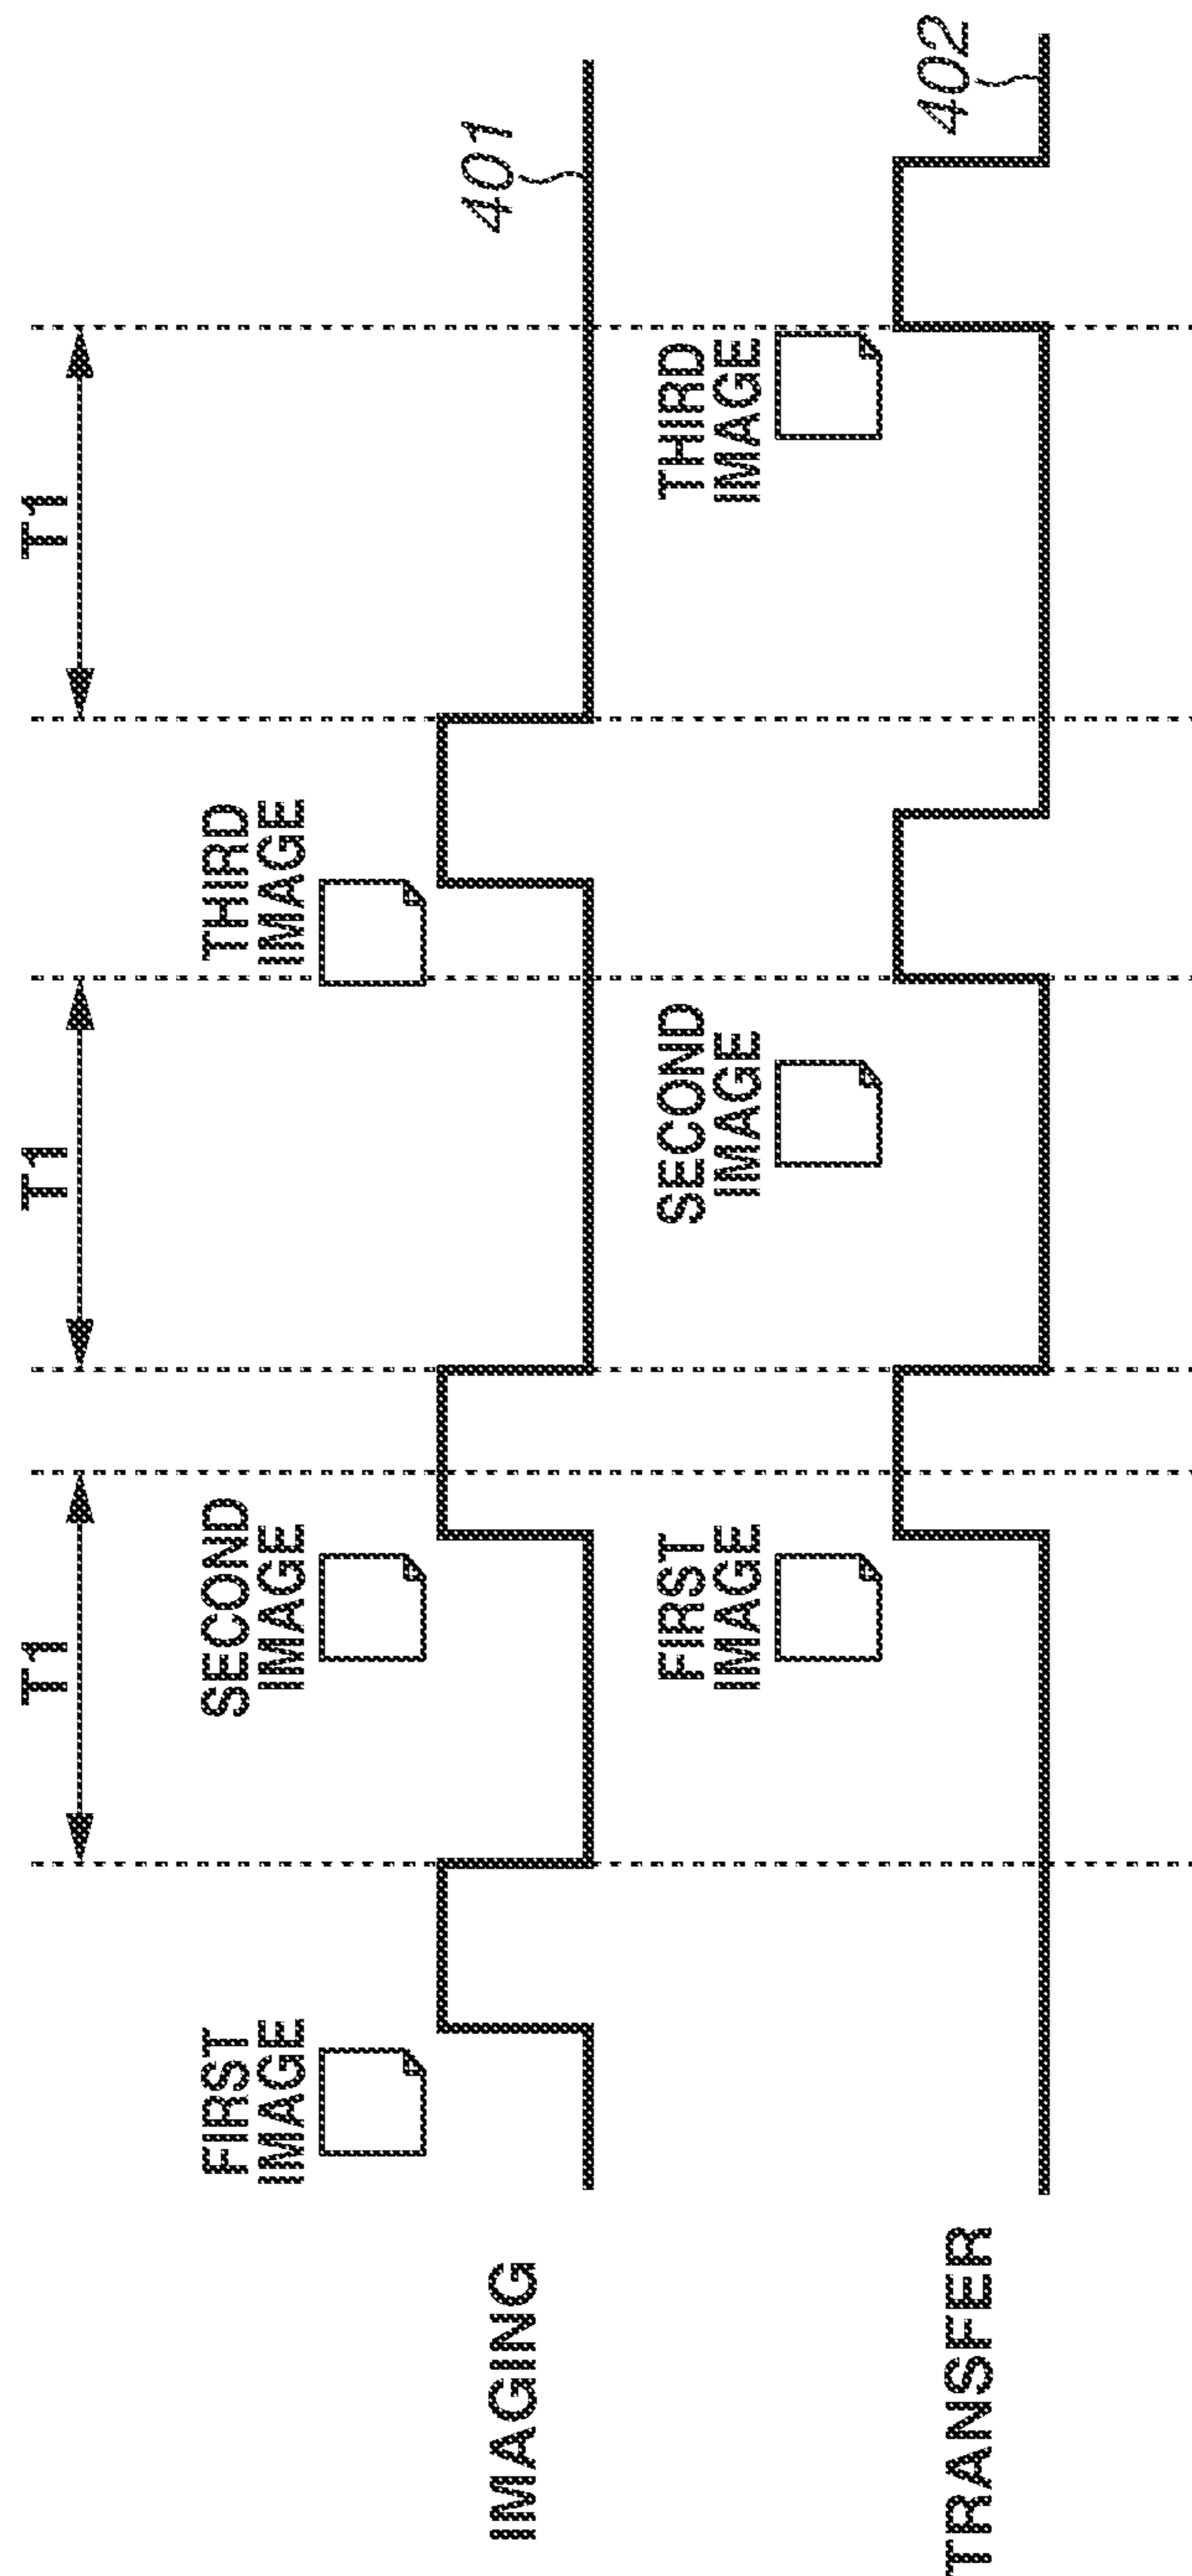 T1
T1
T1
FIRST
IMAGE
SECOND
IMAGE
THIRD
IMAGE
401
IMAGING
FIRST
IMAGE
SECOND
IMAGE
THIRD
IMAGE
402
TRANSFER